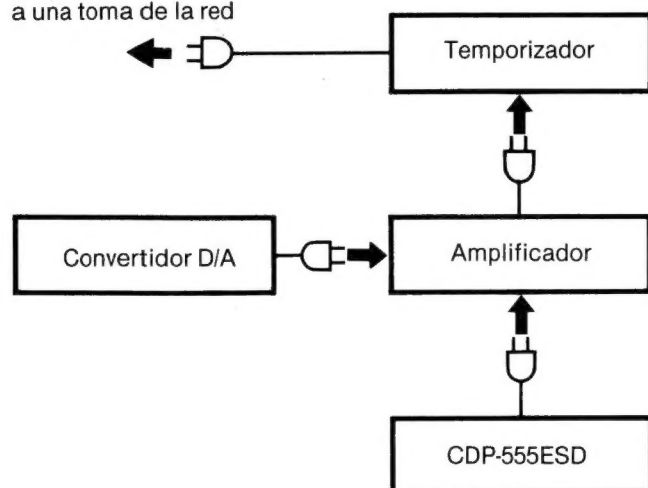 a una toma de la red
Temporizador
Convertidor D/A
Amplificador
CDP-555ESD